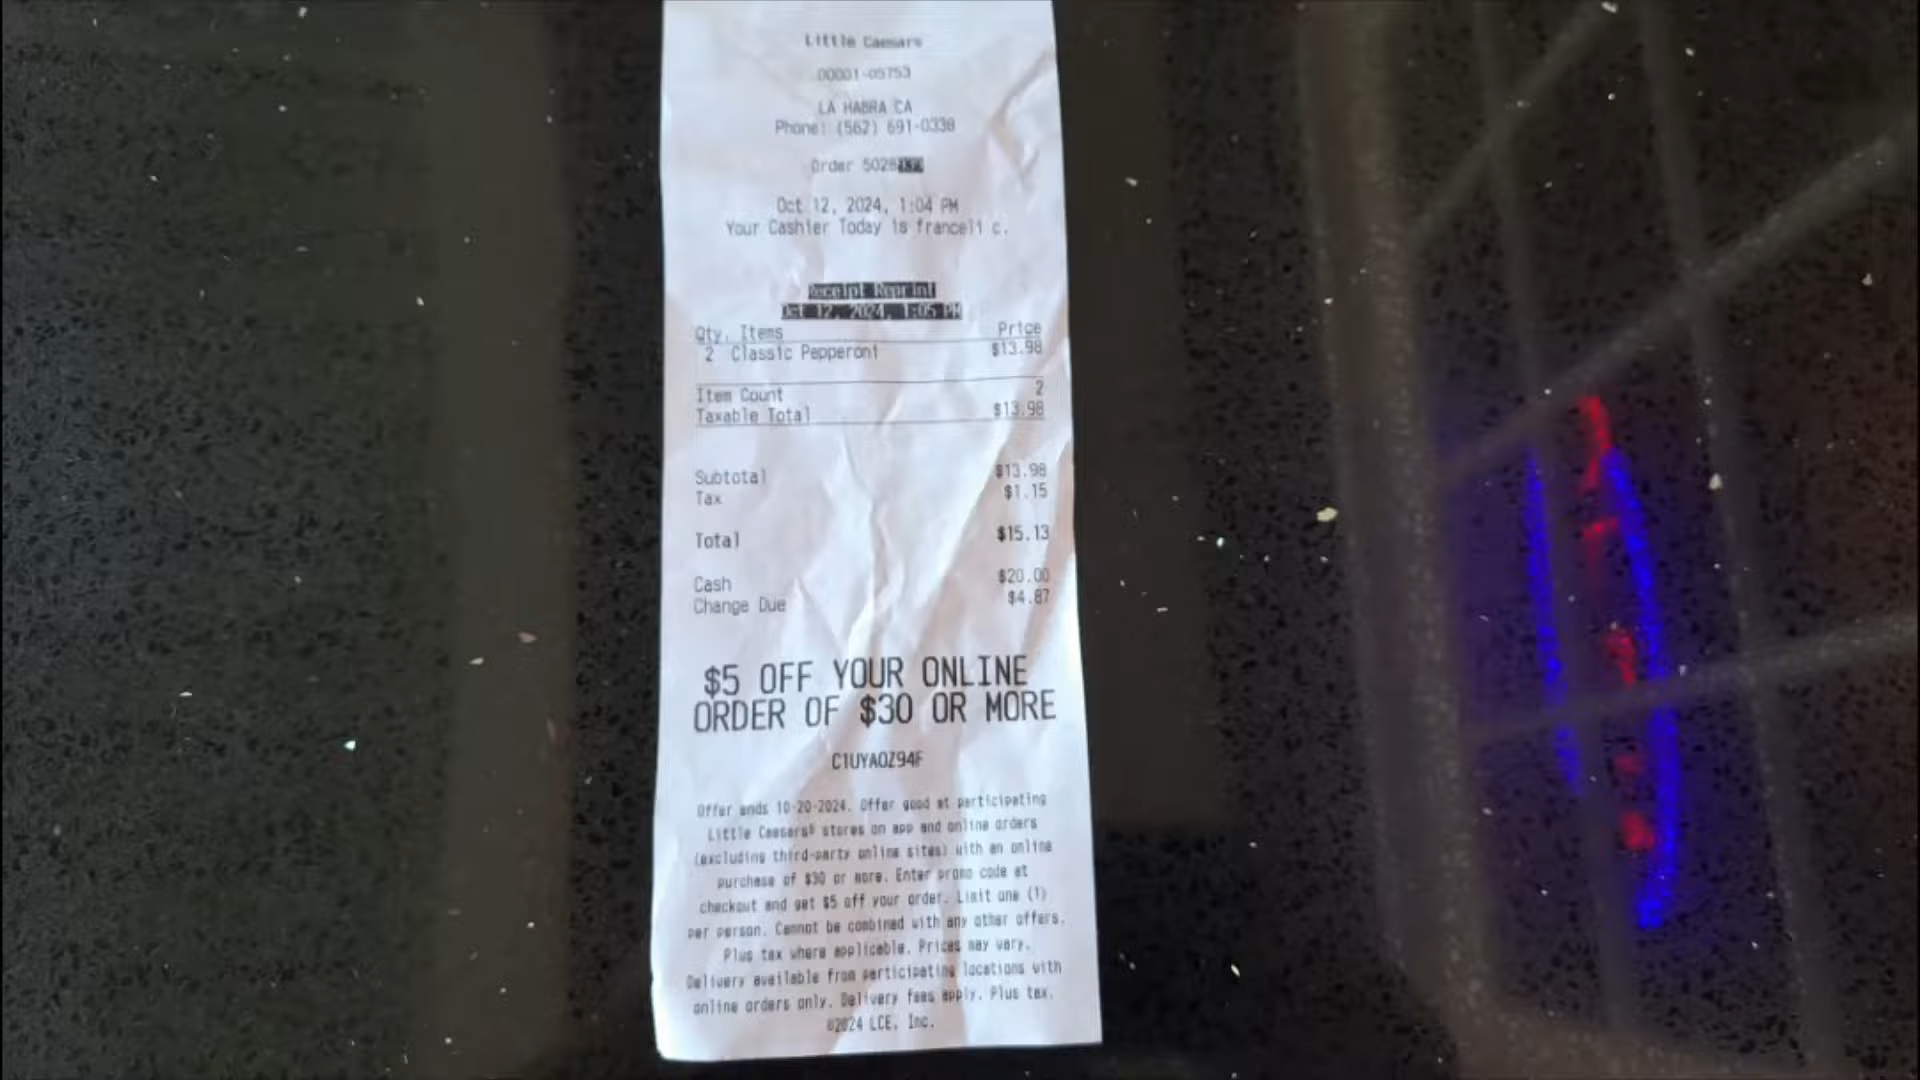 Little Caesars
00001-05753
LA HABRA CA
Phone: (562) 691-0338
Order 5028
Oct 12, 2024, 1:04 PM
Your Cashier Today is franceli c.
Receipt Reprint
Oct 12, 2024, 1:05 PM
Qty. Items Price
2 Classic Pepperoni $13.98
Item Count 2
Taxable Total $13.98
Subtotal $13.98
Tax $1.15
Total $15.13
Cash $20.00
Change Due $4.87
$5 OFF YOUR ONLINE
ORDER OF $30 OR MORE
C1UYAOZ94F
Offer ends 10-20-2024. Offer good at participating
Little Caesars® stores on app and online orders
(excluding third-party online sites) with an online
purchase of $30 or more. Enter promo code at
checkout and get $5 off your order. Limit one (1)
per person. Cannot be combined with any other offers.
Plus tax where applicable. Prices may vary.
Delivery available from participating locations with
online orders only. Delivery fees apply. Plus tax.
©2024 LCE, Inc.